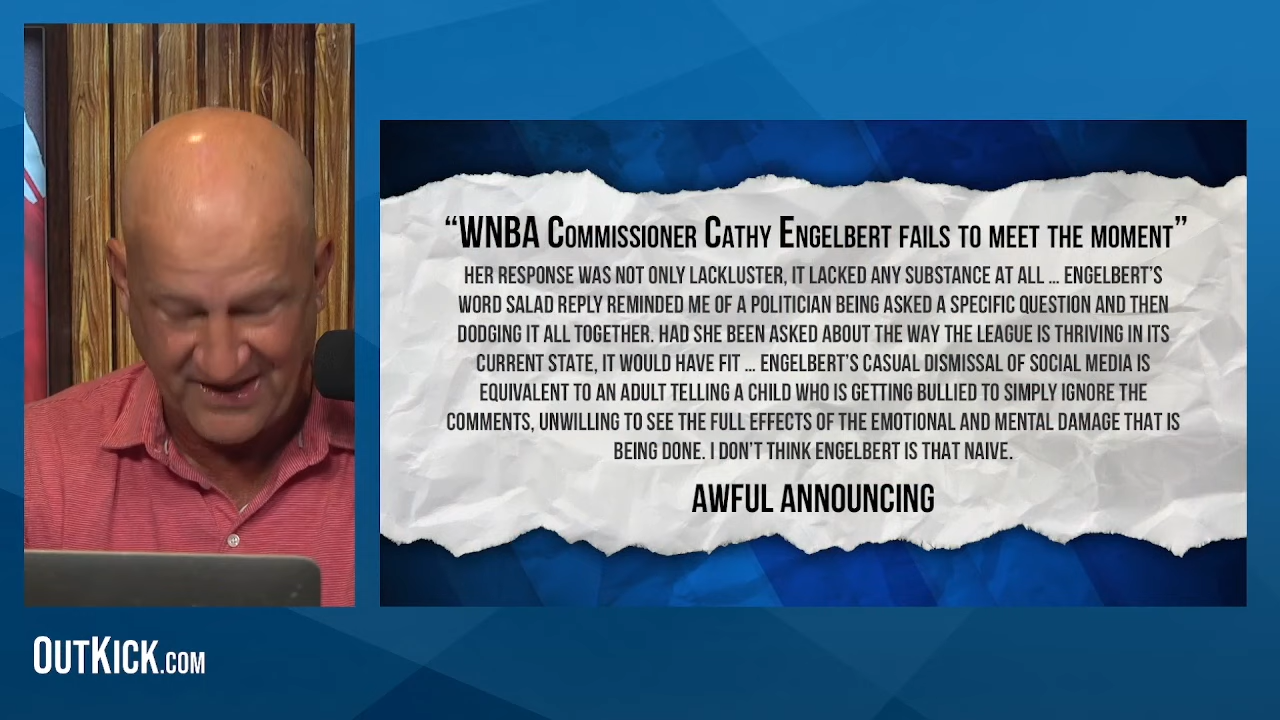 “WNBA Commissioner Cathy Engelbert fails to meet the moment”
HER RESPONSE WAS NOT ONLY LACKLUSTER, IT LACKED ANY SUBSTANCE AT ALL ... ENGELBERT’S
WORD SALAD REPLY REMINDED ME OF A POLITICIAN BEING ASKED A SPECIFIC QUESTION AND THEN
DODGING IT ALL TOGETHER. HAD SHE BEEN ASKED ABOUT THE WAY THE LEAGUE IS THRIVING IN ITS
CURRENT STATE, IT WOULD HAVE FIT ... ENGELBERT’S CASUAL DISMISSAL OF SOCIAL MEDIA IS
EQUIVALENT TO AN ADULT TELLING A CHILD WHO IS GETTING BULLIED TO SIMPLY IGNORE THE
COMMENTS, UNWILLING TO SEE THE FULL EFFECTS OF THE EMOTIONAL AND MENTAL DAMAGE THAT IS
BEING DONE. I DON’T THINK ENGELBERT IS THAT NAIVE.
AWFUL ANNOUNCING
OutKick.com